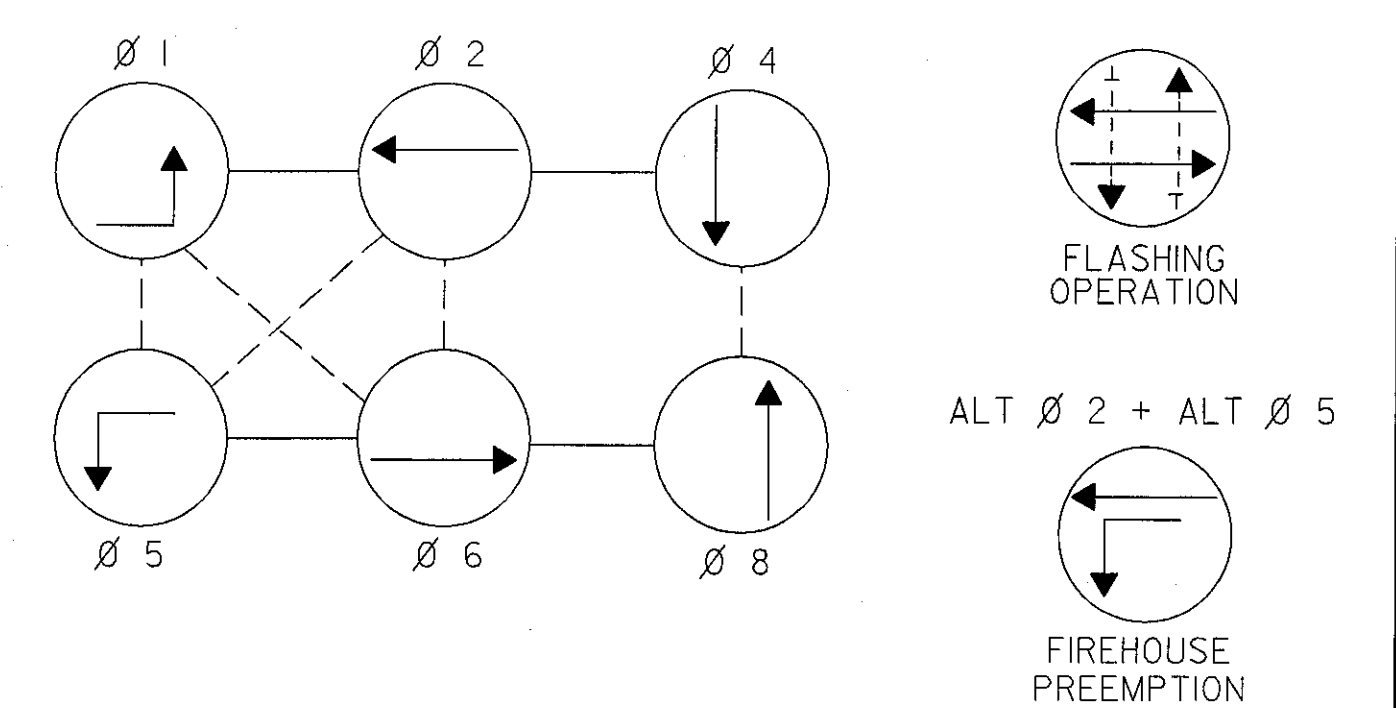 Ø 1
Ø 2
Ø 4
FLASHING
OPERATION
ALT Ø 2 + ALT Ø 5
Ø 5
Ø 6
Ø 8
FIREHOUSE
PREEMPTION